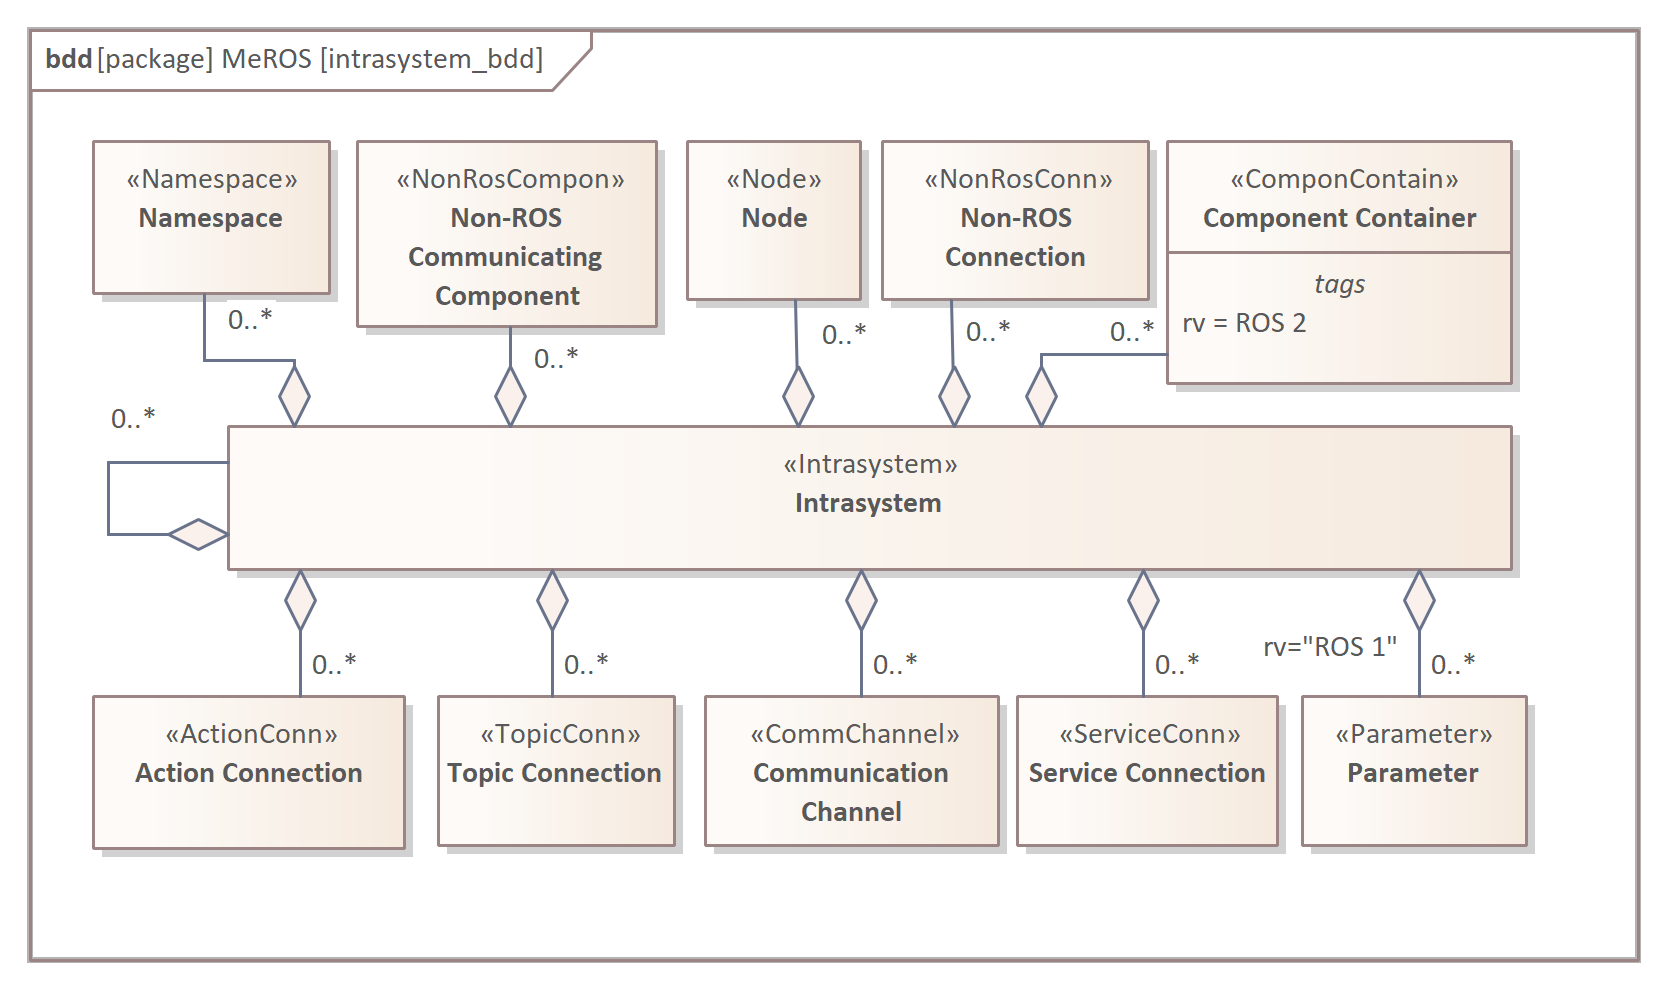 bdd [package] MeROS [intrasystem_bdd]
«Namespace»
Namespace
«NonRosCompon»
Non-ROS
Communicating
Component
«Node»
Node
«NonRosConn»
Non-ROS
Connection
«ComponContain»
Component Container
tags
rv = ROS 2
0..*
0..*
0..*
0..*
0..*
0..*
«Intrasystem»
Intrasystem
0..*
0..*
0..*
0..*
rv="ROS 1"
0..*
«ActionConn»
Action Connection
«TopicConn»
Topic Connection
«CommChannel»
Communication
Channel
«ServiceConn»
Service Connection
«Parameter»
Parameter